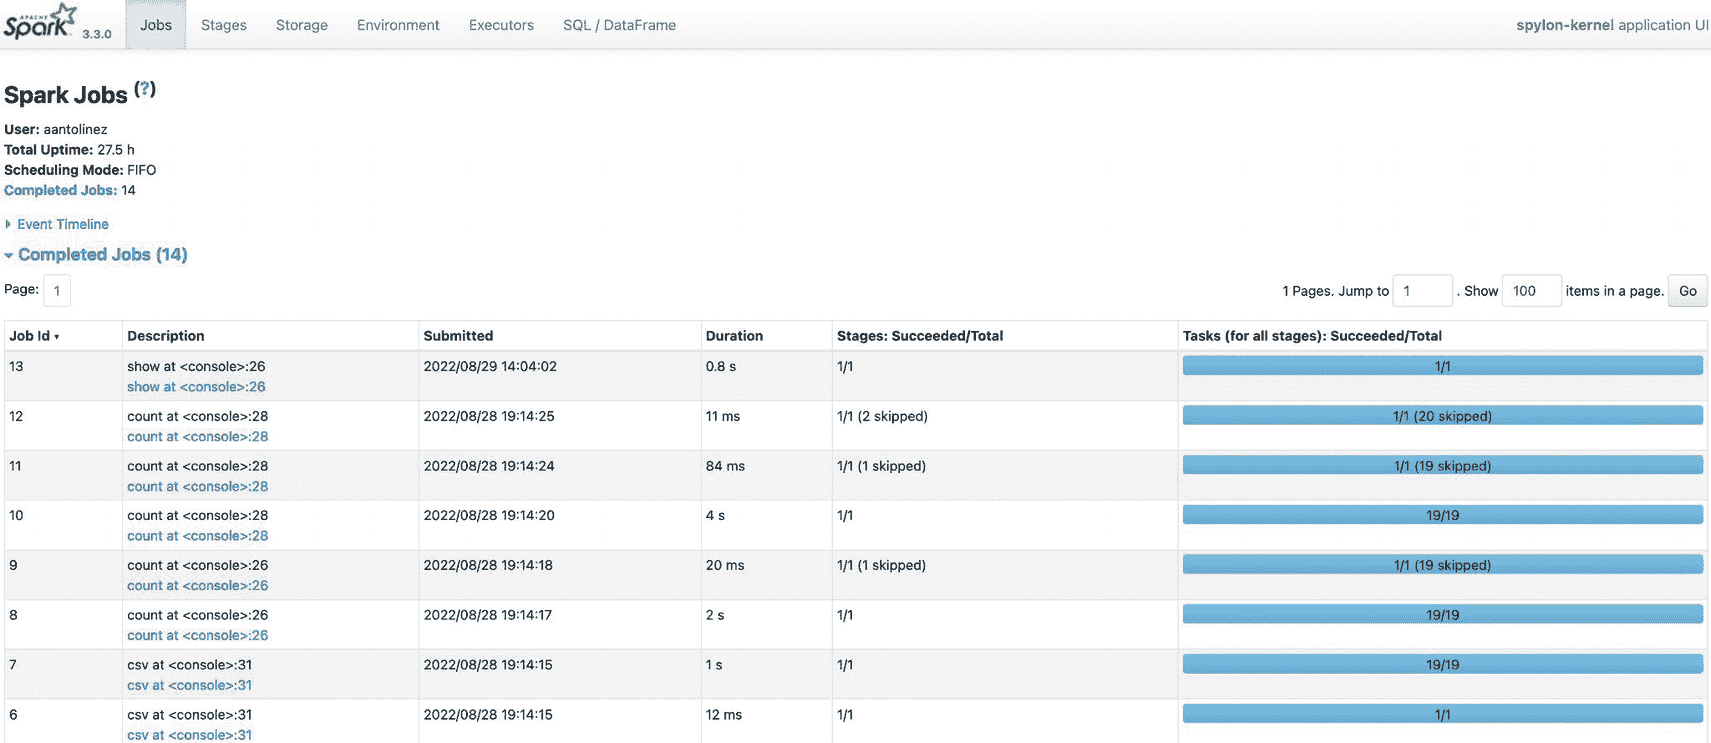 APACHE
Spark 3.3.0 Jobs Stages Storage Environment Executors SQL / DataFrame spylon-kernel application UI
Spark Jobs (?)
User: aantolinez
Total Uptime: 27.5 h
Scheduling Mode: FIFO
Completed Jobs: 14
Event Timeline
Completed Jobs (14)
Page: 1 1 Pages. Jump to 1 . Show 100 items in a page. Go
Job Id Description Submitted Duration Stages: Succeeded/Total Tasks (for all stages): Succeeded/Total
13 show at <console>:26 2022/08/29 14:04:02 0.8 s 1/1 1/1
show at <console>:26
12 count at <console>:28 2022/08/28 19:14:25 11 ms 1/1 (2 skipped) 1/1 (20 skipped)
count at <console>:28
11 count at <console>:28 2022/08/28 19:14:24 84 ms 1/1 (1 skipped) 1/1 (19 skipped)
count at <console>:28
10 count at <console>:28 2022/08/28 19:14:20 4 s 1/1 19/19
count at <console>:28
9 count at <console>:26 2022/08/28 19:14:18 20 ms 1/1 (1 skipped) 1/1 (19 skipped)
count at <console>:26
8 count at <console>:26 2022/08/28 19:14:17 2 s 1/1 19/19
count at <console>:26
7 csv at <console>:31 2022/08/28 19:14:15 1 s 1/1 19/19
csv at <console>:31
6 csv at <console>:31 2022/08/28 19:14:15 12 ms 1/1 1/1
csv at <console>:31